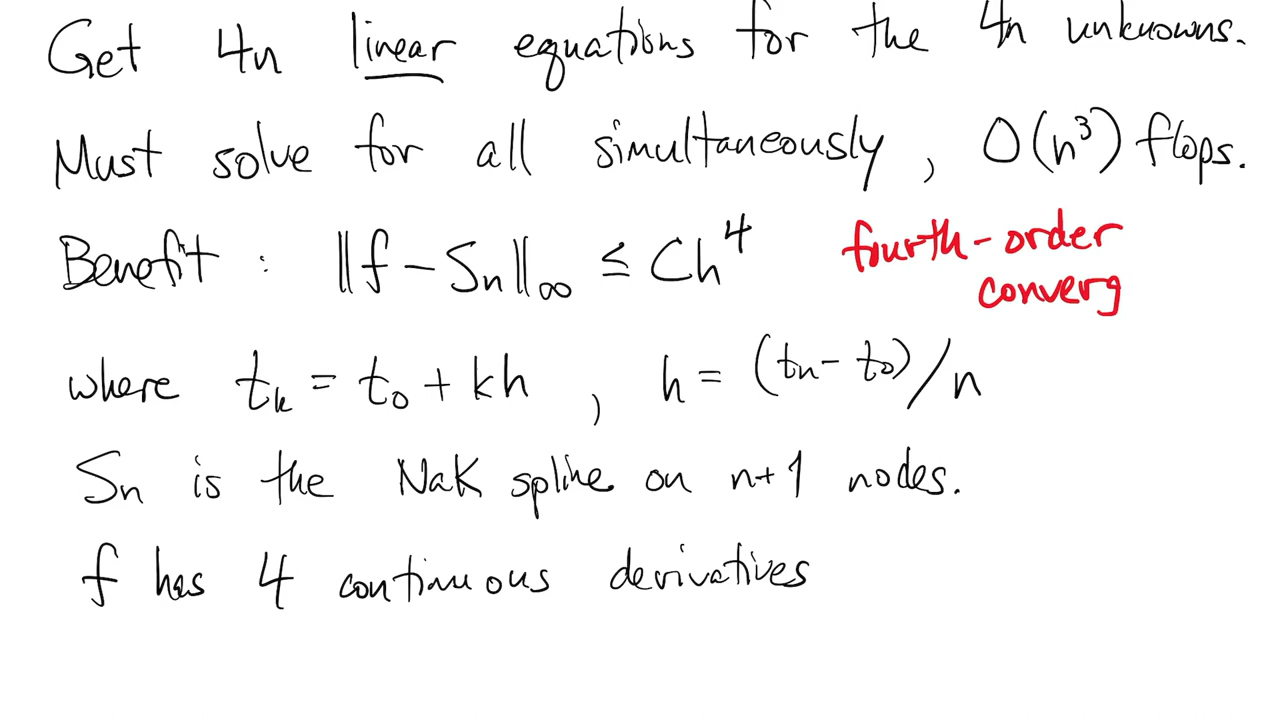 Get 4n linear equations for the 4n unknowns.
Must solve for all simultaneously, O(n³) flops.
Benefit: ‖f − Sn‖∞ ≤ Ch⁴ fourth-order
converg
where tₖ = t₀ + kh, h = (tₙ − t₀)/n
Sn is the NaK spline on n+1 nodes.
f has 4 continuous derivatives